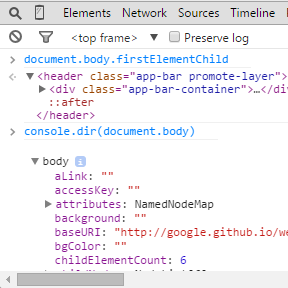 Elements Network Sources
<top frame> Preserve log
document.body.firstElementChild
<header class="app-bar promote-layer">
<div class="app-bar-container">…</div>
::after
</header>
console.dir(document.body)
body i
aLink: ""
accessKey: ""
attributes: NamedNodeMap
background: ""
baseURI: "http://google.github.io/we
bgColor: ""
childElementCount: 6